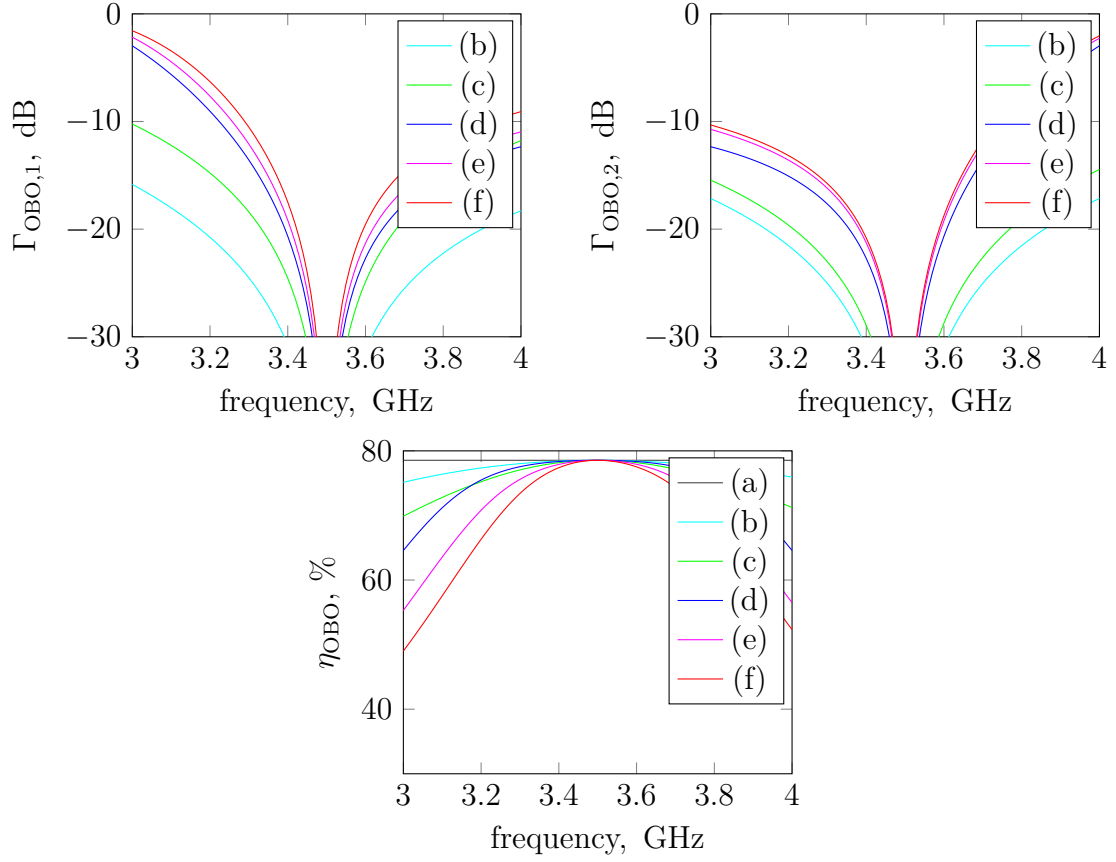 0
−10
−20
−30
3
3.2
3.4
3.6
3.8
4
frequency, GHz
Γ_OBO,1, dB
(b)
(c)
(d)
(e)
(f)
0
−10
−20
−30
3
3.2
3.4
3.6
3.8
4
frequency, GHz
Γ_OBO,2, dB
(b)
(c)
(d)
(e)
(f)
80
60
40
3
3.2
3.4
3.6
3.8
4
frequency, GHz
η_OBO, %
(a)
(b)
(c)
(d)
(e)
(f)